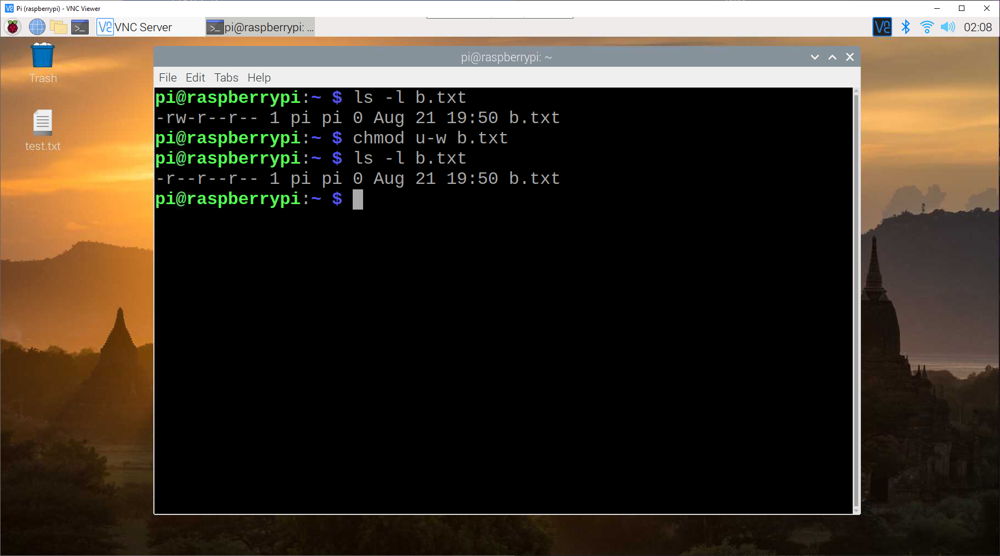 Pi (raspberrypi) - VNC Viewer
VNC Server
pi@raspberrypi: ...
02:08
Trash
test.txt
pi@raspberrypi: ~
File Edit Tabs Help
pi@raspberrypi:~ $ ls -l b.txt
-rw-r--r-- 1 pi pi 0 Aug 21 19:50 b.txt
pi@raspberrypi:~ $ chmod u-w b.txt
pi@raspberrypi:~ $ ls -l b.txt
-r--r--r-- 1 pi pi 0 Aug 21 19:50 b.txt
pi@raspberrypi:~ $